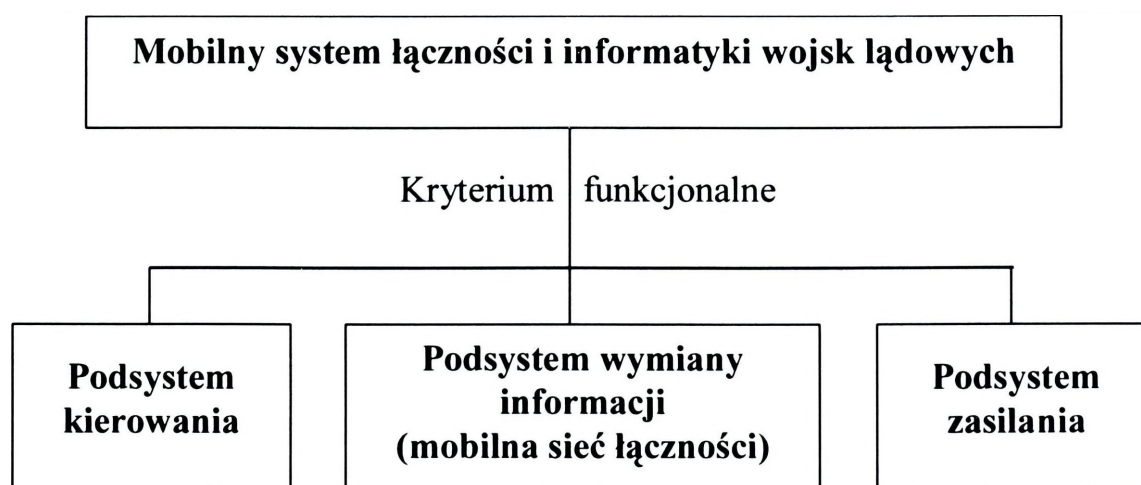 Mobilny system łączności i informatyki wojsk lądowych
Kryterium funkcjonalne
Podsystem
kierowania
Podsystem wymiany
informacji
(mobilna sieć łączności)
Podsystem
zasilania